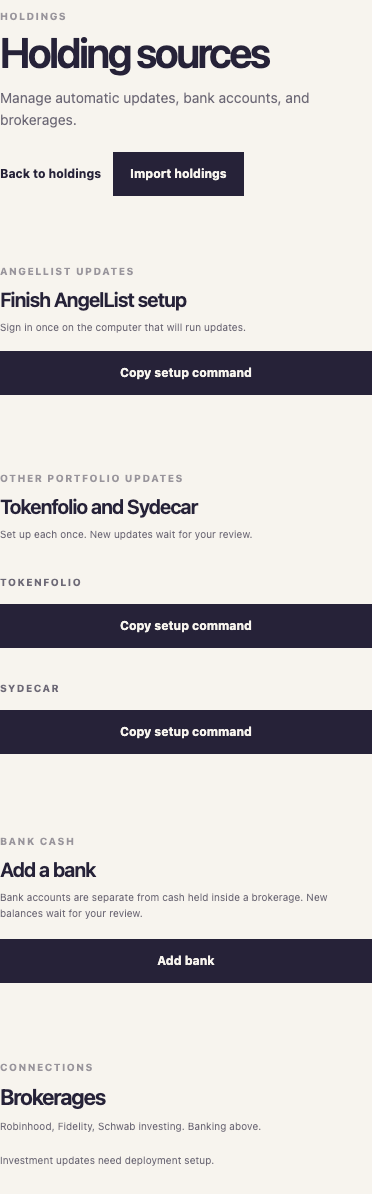 HOLDINGS
Holding sources
Manage automatic updates, bank accounts, and
brokerages.
Back to holdings
Import holdings
ANGELLIST UPDATES
Finish AngelList setup
Sign in once on the computer that will run updates.
Copy setup command
OTHER PORTFOLIO UPDATES
Tokenfolio and Sydecar
Set up each once. New updates wait for your review.
TOKENFOLIO
Copy setup command
SYDECAR
Copy setup command
BANK CASH
Add a bank
Bank accounts are separate from cash held inside a brokerage. New
balances wait for your review.
Add bank
CONNECTIONS
Brokerages
Robinhood, Fidelity, Schwab investing. Banking above.
Investment updates need deployment setup.